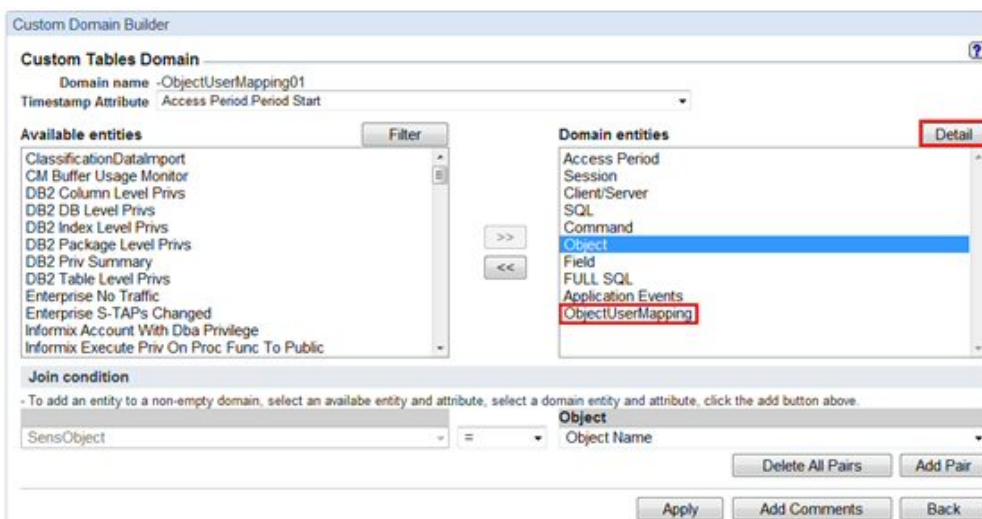 Custom Domain Builder
Custom Tables Domain
?
Domain name -ObjectUserMapping01
Timestamp Attribute Access Period.Period Start
Available entities
Filter
ClassificationDataImport
CM Buffer Usage Monitor
DB2 Column Level Privs
DB2 DB Level Privs
DB2 Index Level Privs
DB2 Package Level Privs
DB2 Priv Summary
DB2 Table Level Privs
Enterprise No Traffic
Enterprise S-TAPs Changed
Informix Account With Dba Privilege
Informix Execute Priv On Proc Func To Public
>>
<<
Domain entities
Detail
Access Period
Session
Client/Server
SQL
Command
Object
Field
FULL SQL
Application Events
ObjectUserMapping
Join condition
- To add an entity to a non-empty domain, select an availabe entity and attribute, select a domain entity and attribute, click the add button above.
Object
SensObject = Object Name
Delete All Pairs Add Pair
Apply Add Comments Back